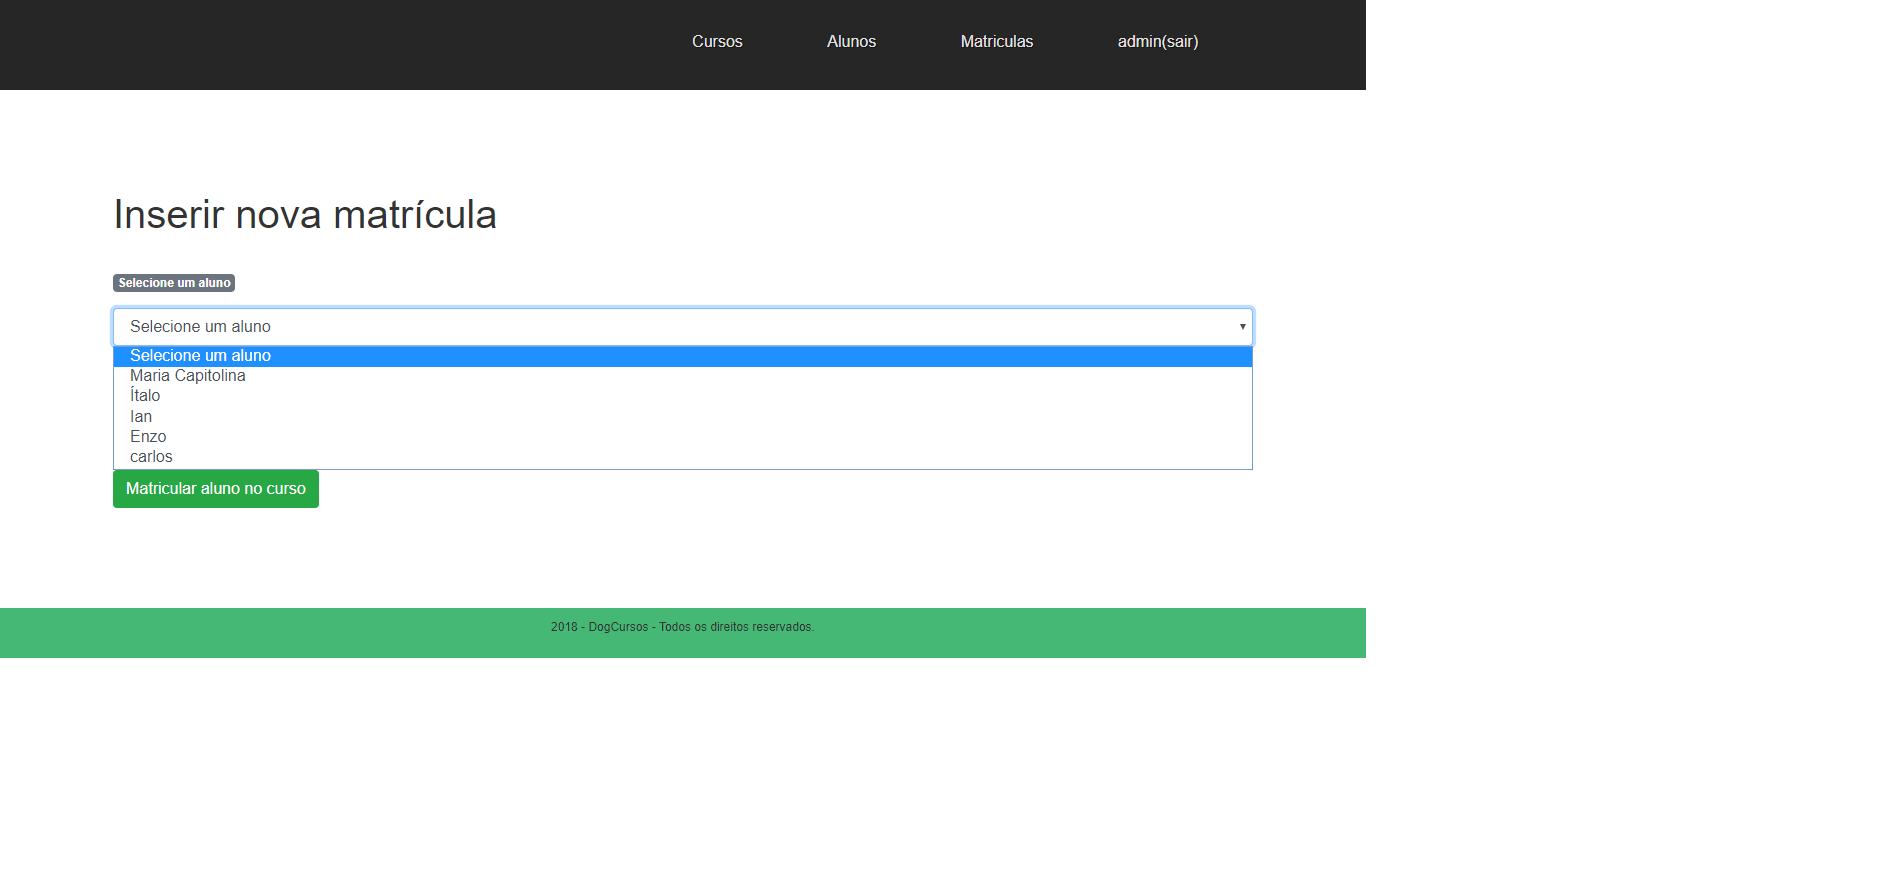 Cursos Alunos Matriculas admin(sair)
Inserir nova matrícula
Selecione um aluno
Selecione um aluno
Selecione um aluno
Maria Capitolina
Ítalo
Ian
Enzo
carlos
Matricular aluno no curso
2018 - DogCursos - Todos os direitos reservados.